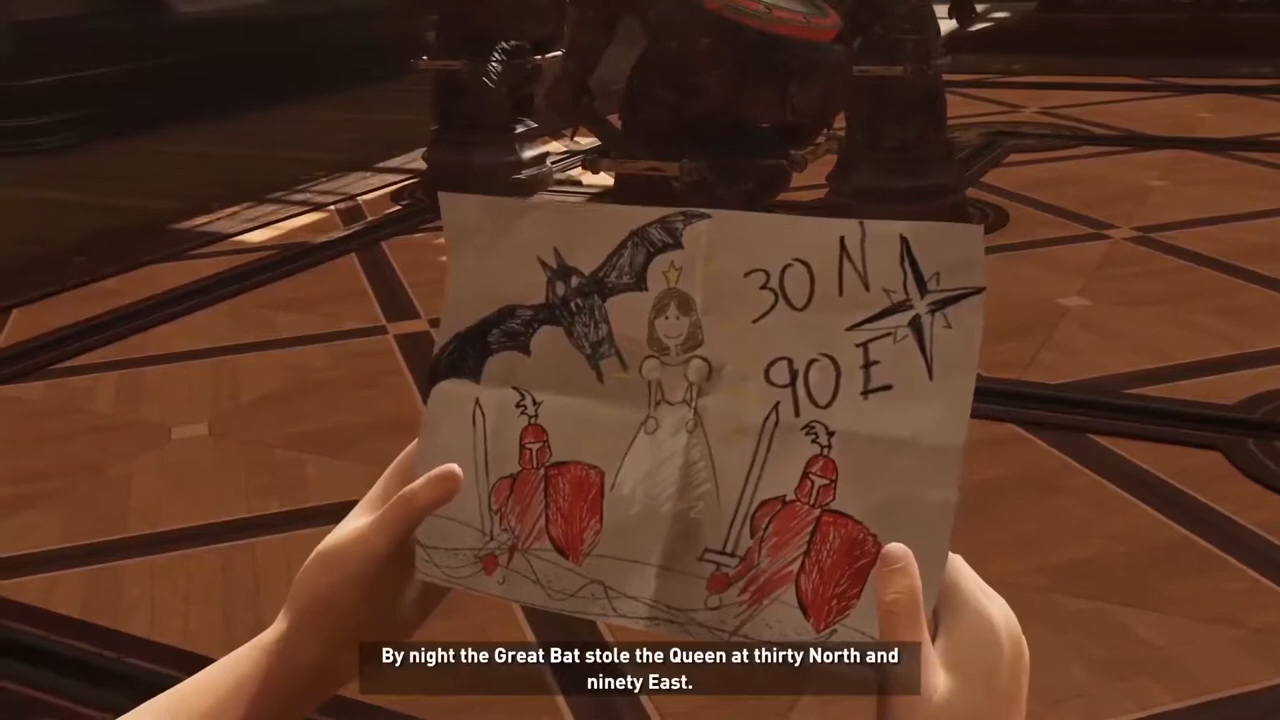 30 N
90 E
By night the Great Bat stole the Queen at thirty North and
ninety East.